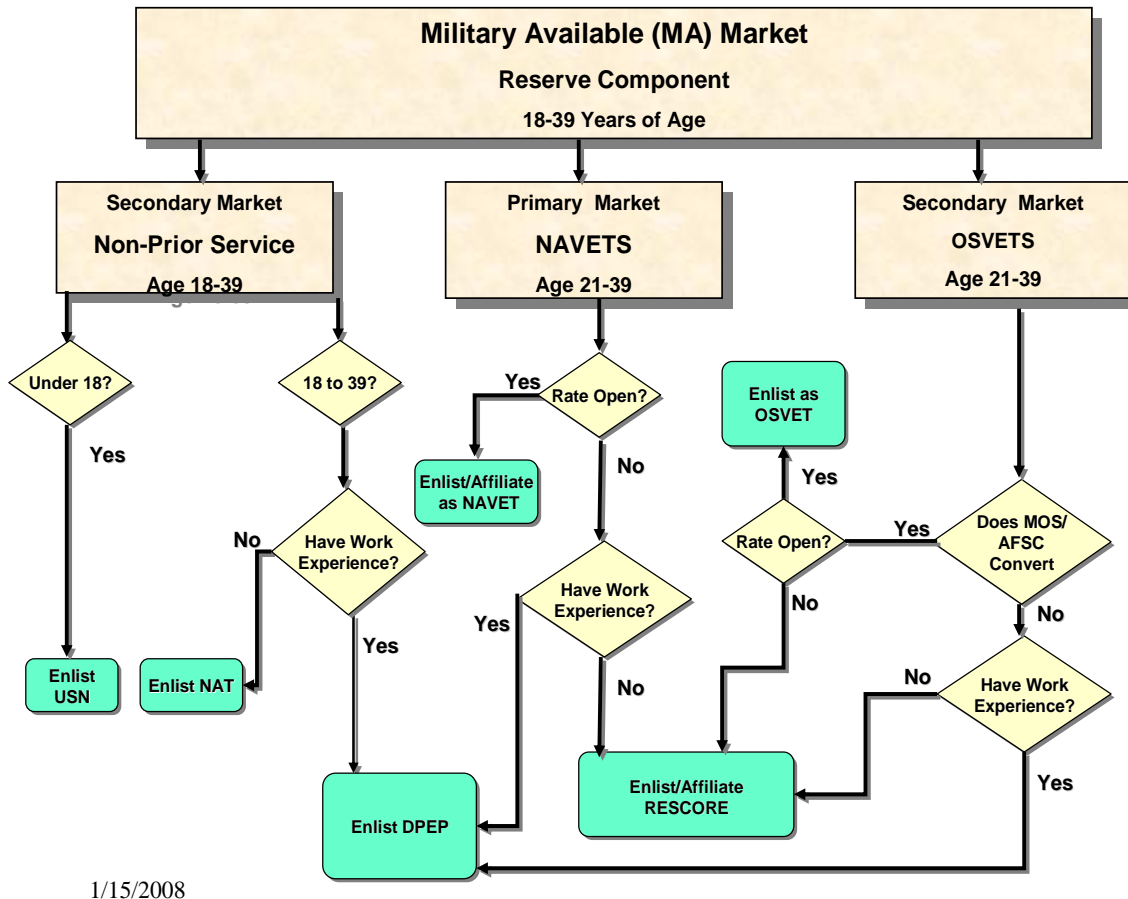 Military Available (MA) Market
Reserve Component
18-39 Years of Age
Secondary Market
Non-Prior Service
Age 18-39
Primary Market
NAVETS
Age 21-39
Secondary Market
OSVETS
Age 21-39
Under 18?
18 to 39?
Yes
Rate Open?
Enlist as
OSVET
Yes
No
Enlist/Affiliate
as NAVET
Yes
No
Have Work
Experience?
Rate Open?
Yes
Does MOS/
AFSC
Convert
Have Work
Experience?
Yes
No
No
Yes
Enlist
USN
Enlist NAT
No
No
Have Work
Experience?
Enlist DPEP
Enlist/Affiliate
RESCORE
Yes
1/15/2008